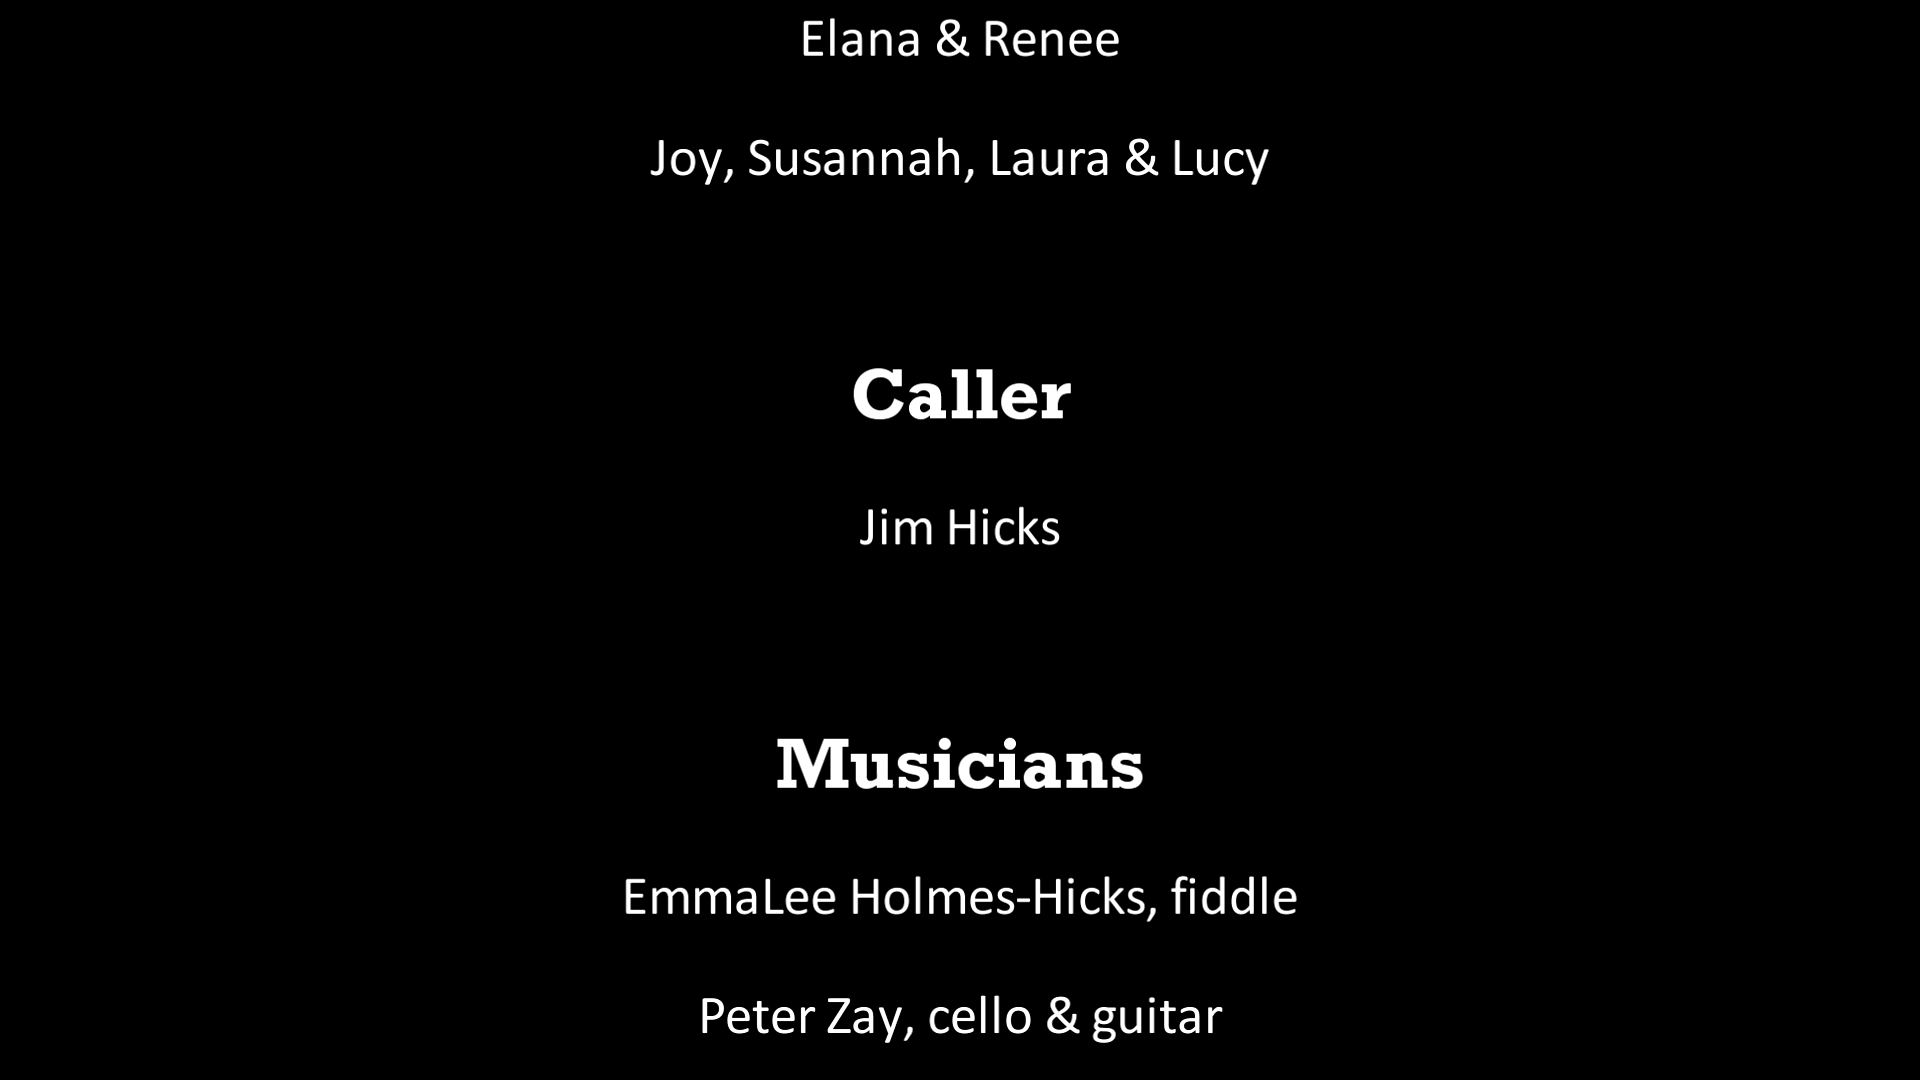 Elana & Renee
Joy, Susannah, Laura & Lucy
Caller
Jim Hicks
Musicians
EmmaLee Holmes-Hicks, fiddle
Peter Zay, cello & guitar